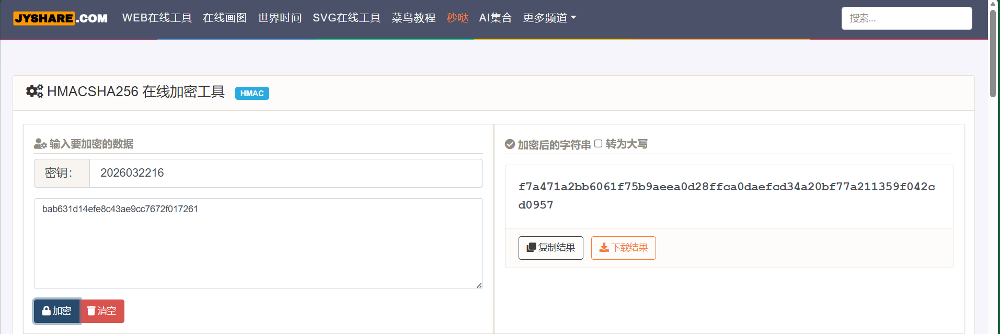 JYSHARE.COM WEB在线工具 在线画图 世界时间 SVG在线工具 菜鸟教程 秒哒 AI集合 更多频道 搜索...
HMACSHA256 在线加密工具 HMAC
输入要加密的数据
密钥： 2026032216
bab631d14efe8c43ae9cc7672f017261
加密 清空
加密后的字符串 转为大写
f7a471a2bb6061f75b9aeea0d28ffca0daefcd34a20bf77a211359f042c
d0957
复制结果 下载结果